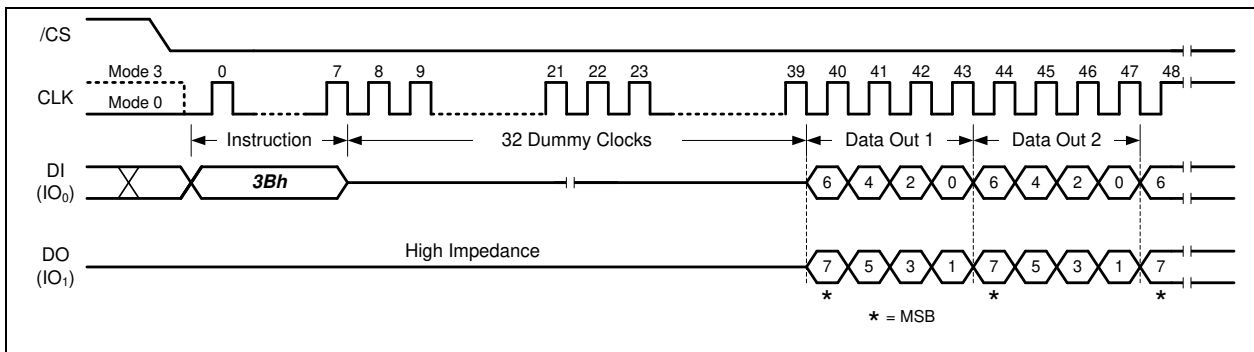 /CS
Mode 3 0 7 8 9 21 22 23 39 40 41 42 43 44 45 46 47 48
CLK
Mode 0
Instruction 32 Dummy Clocks Data Out 1 Data Out 2
DI
(IO₀)
3Bh 6 4 2 0 6 4 2 0 6
High Impedance
DO
(IO₁)
7 5 3 1 7 5 3 1 7
* * *
* = MSB